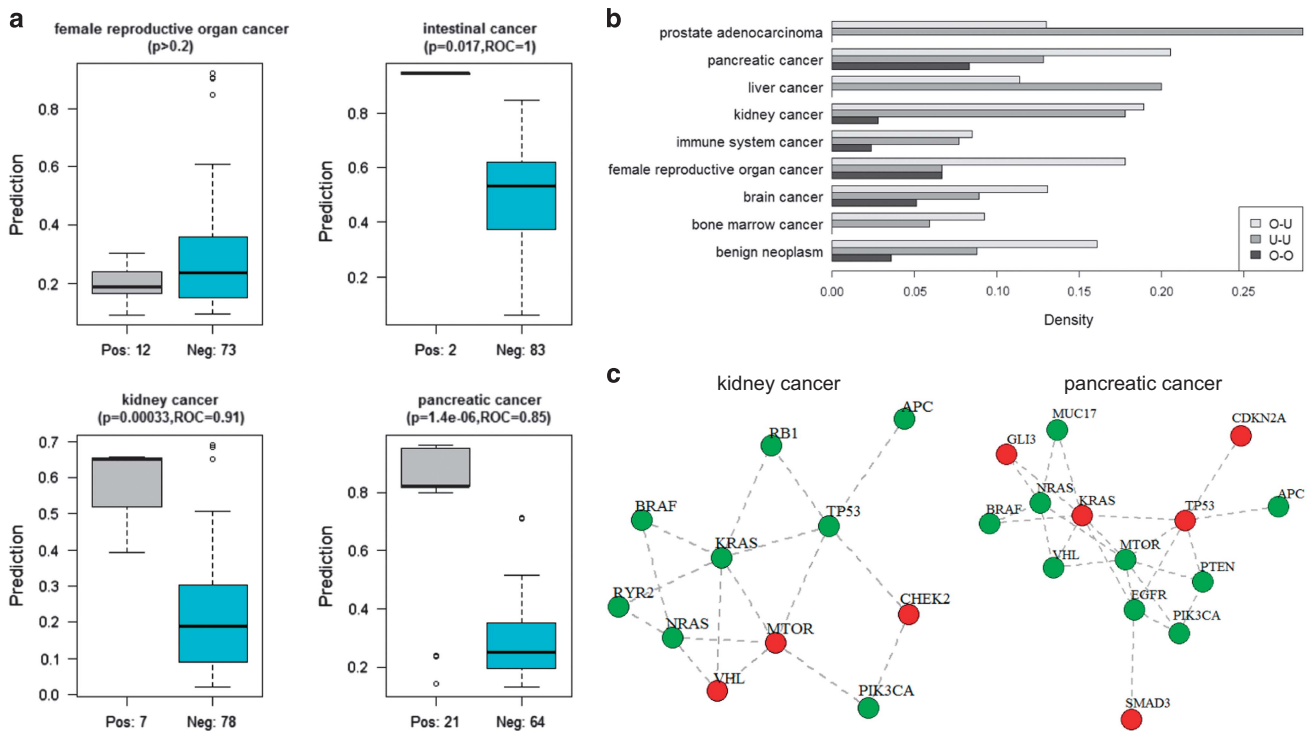 a
female reproductive organ cancer
(p>0.2)
Prediction
0.8
0.6
0.4
0.2
Pos: 12 Neg: 73
intestinal cancer
(p=0.017,ROC=1)
Prediction
0.8
0.6
0.4
0.2
Pos: 2 Neg: 83
kidney cancer
(p=0.00033,ROC=0.91)
Prediction
0.7
0.6
0.5
0.4
0.3
0.2
0.1
0.0
Pos: 7 Neg: 78
pancreatic cancer
(p=1.4e-06,ROC=0.85)
Prediction
0.8
0.6
0.4
0.2
Pos: 21 Neg: 64
b
prostate adenocarcinoma
pancreatic cancer
liver cancer
kidney cancer
immune system cancer
female reproductive organ cancer
brain cancer
bone marrow cancer
benign neoplasm
O-U
U-U
O-O
0.00 0.05 0.10 0.15 0.20 0.25
Density
c
kidney cancer
APC
RB1
BRAF
TP53
KRAS
RYR2
CHEK2
NRAS
MTOR
VHL
PIK3CA
pancreatic cancer
MUC17
CDKN2A
GLI3
NRAS
KRAS
APC
BRAF
TP53
MTOR
VHL
PTEN
EGFR
PIK3CA
SMAD3